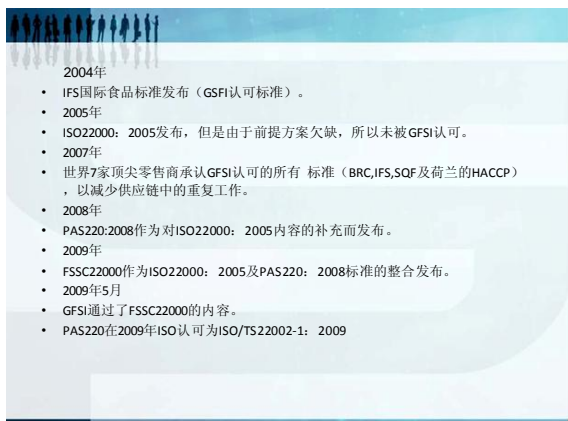 2004年
• IFS国际食品标准发布（GSFI认可标准）。
• 2005年
• ISO22000：2005发布，但是由于前提方案欠缺，所以未被GFSI认可。
• 2007年
• 世界7家顶尖零售商承认GFSI认可的所有 标准（BRC,IFS,SQF及荷兰的HACCP）
，以减少供应链中的重复工作。
• 2008年
• PAS220:2008作为对ISO22000：2005内容的补充而发布。
• 2009年
• FSSC22000作为ISO22000：2005及PAS220：2008标准的整合发布。
• 2009年5月
• GFSI通过了FSSC22000的内容。
• PAS220在2009年ISO认可为ISO/TS22002-1：2009